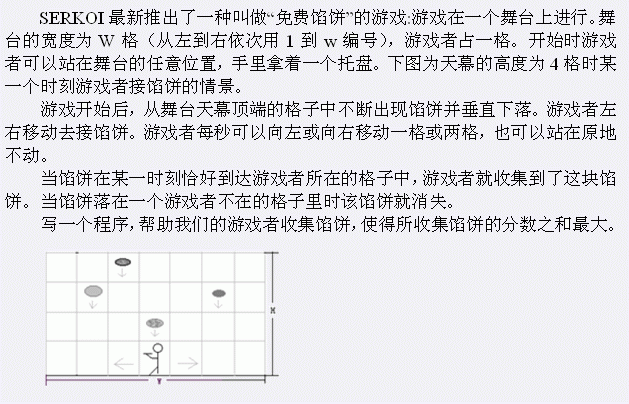 SERKOI 最新推出了一种叫做“免费馅饼”的游戏:游戏在一个舞台上进行。舞
台的宽度为 W 格（从左到右依次用 1 到 w 编号），游戏者占一格。开始时游戏
者可以站在舞台的任意位置，手里拿着一个托盘。下图为天幕的高度为 4 格时某
一个时刻游戏者接馅饼的情景。
游戏开始后，从舞台天幕顶端的格子中不断出现馅饼并垂直下落。游戏者左
右移动去接馅饼。游戏者每秒可以向左或向右移动一格或两格，也可以站在原地
不动。
当馅饼在某一时刻恰好到达游戏者所在的格子中，游戏者就收集到了这块馅
饼。当馅饼落在一个游戏者不在的格子里时该馅饼就消失。
写一个程序，帮助我们的游戏者收集馅饼，使得所收集馅饼的分数之和最大。
H
W